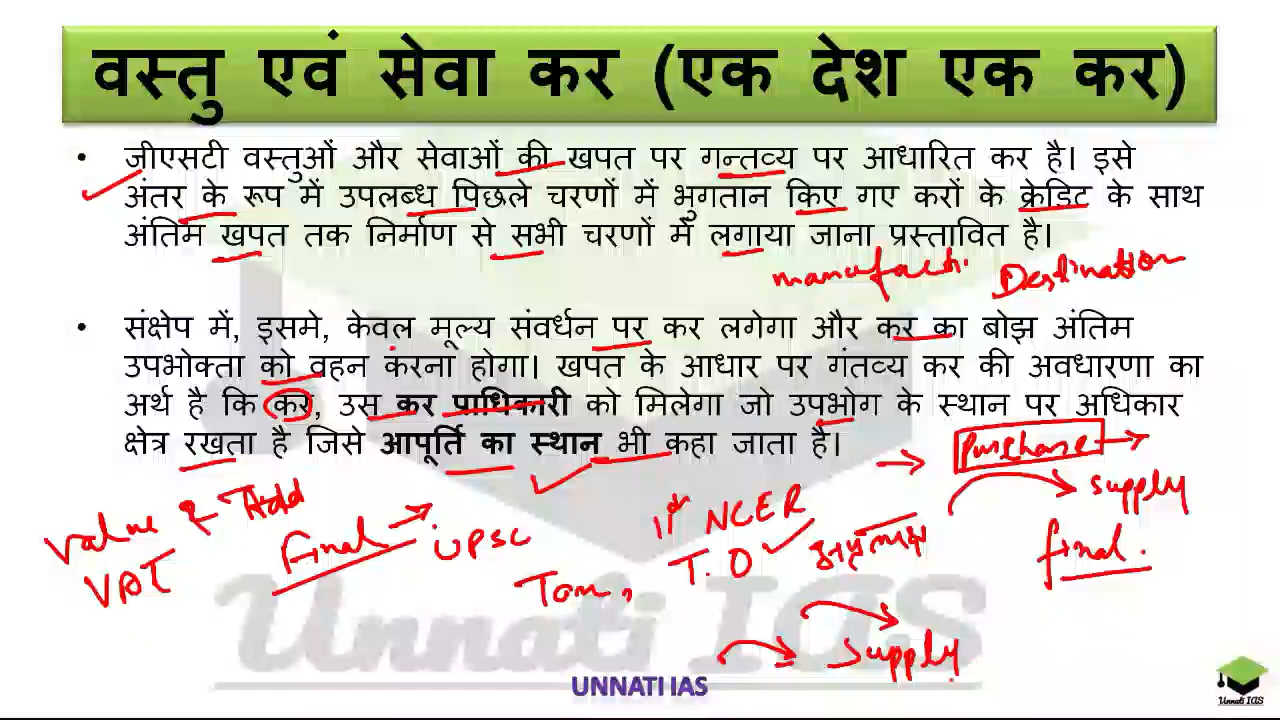 वस्तु एवं सेवा कर (एक देश एक कर)
• जीएसटी वस्तुओं और सेवाओं की खपत पर गन्तव्य पर आधारित कर है। इसे
अंतर के रूप में उपलब्ध पिछले चरणों में भुगतान किए गए करों के क्रेडिट के साथ
अंतिम खपत तक निर्माण से सभी चरणों में लगाया जाना प्रस्तावित है।
Destination
• संक्षेप में, इसमे, केवल मूल्य संवर्धन पर कर लगेगा और कर का बोझ अंतिम
उपभोक्ता को वहन करना होगा। खपत के आधार पर गंतव्य कर की अवधारणा का
अर्थ है कि कर, उस कर पाधिकारी को मिलेगा जो उपभोग के स्थान पर अधिकार
क्षेत्र रखता है जिसे आपूर्ति का स्थान भी कहा जाता है।
Purchase
supply
Value Add
VAT
Final
UPSC
NCER
T.O
final.
supply
Unnati IAS
UNNATI IAS
Unnati IAS